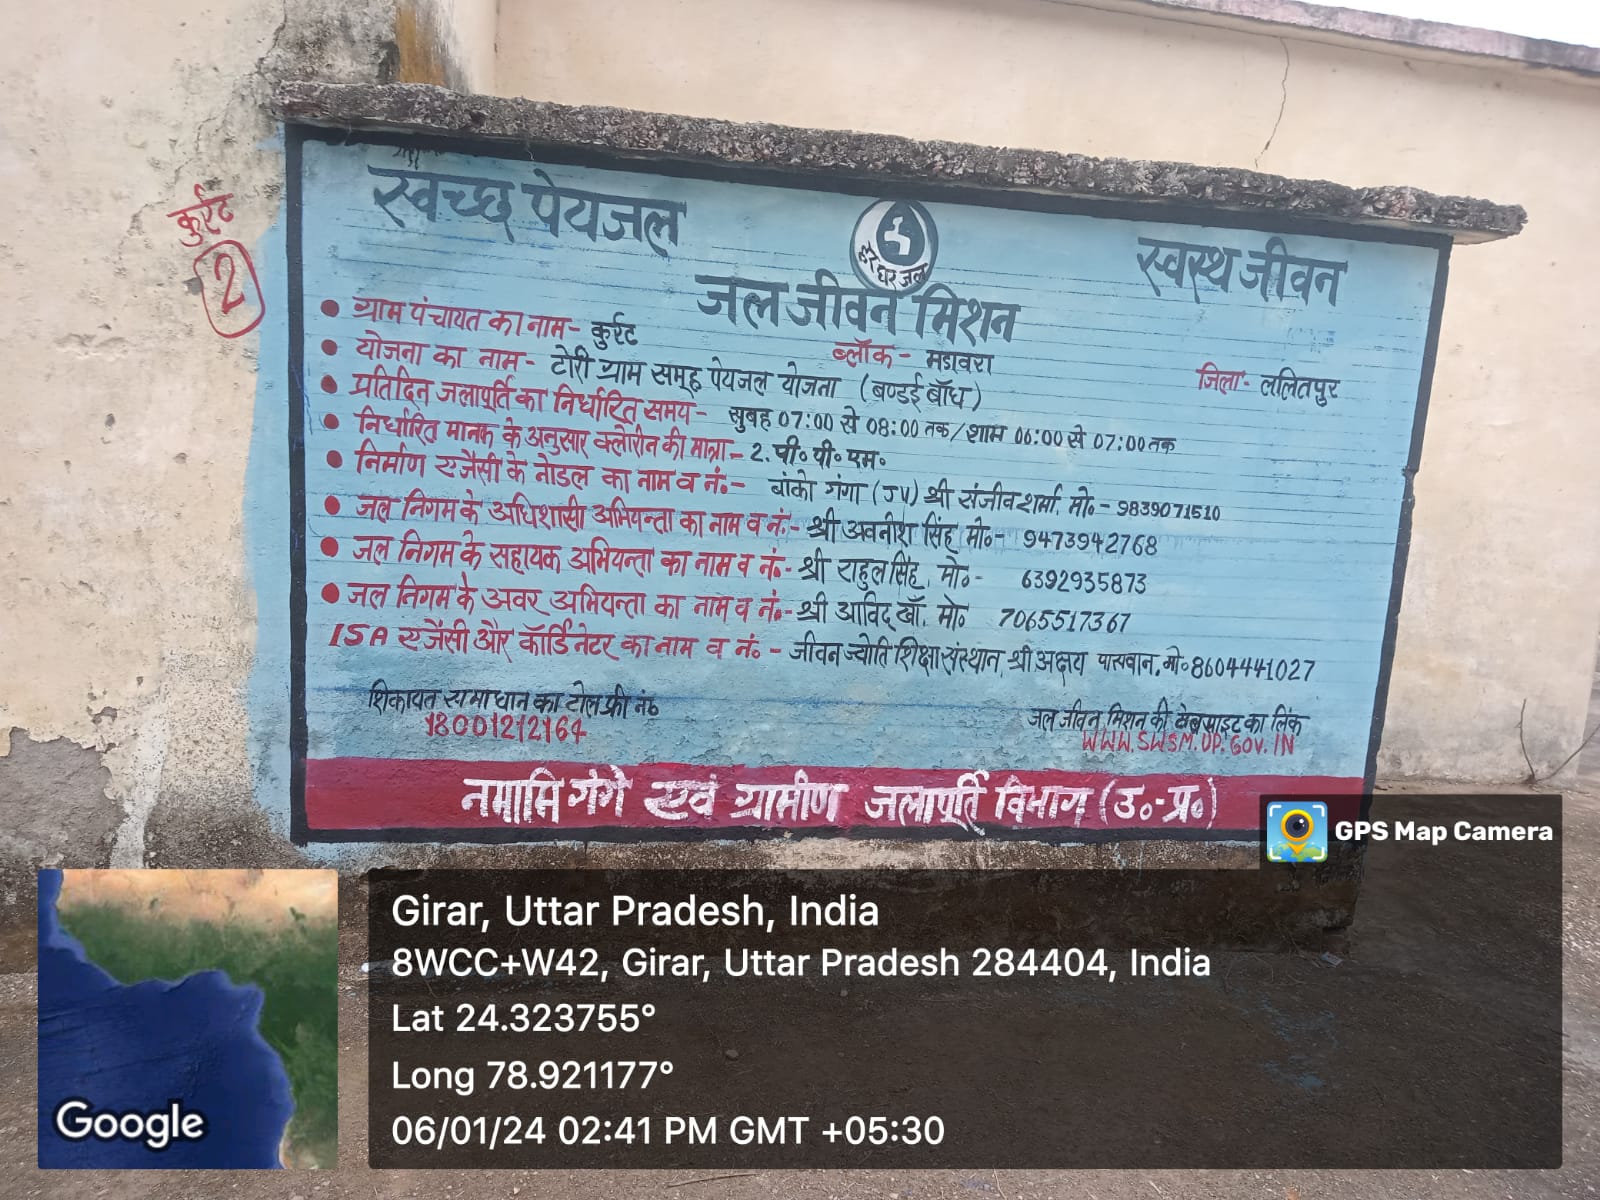 स्वच्छ पेयजल
हर घर जल
स्वस्थ जीवन
जल जीवन मिशन
कुर्रट
2
• ग्राम पंचायत का नाम- कुर्रट
ब्लॉक- मडावरा
जिला- ललितपुर
• योजना का नाम- टोरी ग्राम समूह पेयजल योजना (बण्डई बाँध)
• प्रतिदिन जलापूर्ति का निर्धारित समय- सुबह 07:00 से 08:00 तक/शाम 06:00 से 07:00 तक
• निर्धारित मानक के अनुसार क्लोरीन की मात्रा- 2. पी० पी० एम०
• निर्माण एजेंसी के नोडल का नाम व नं०- बांको गंगा (JV) श्री संजीव शर्मा, मो०- 9839071510
• जल निगम के अधिशासी अभियन्ता का नाम व नं०- श्री अवनीश सिंह, मो०- 9473942768
• जल निगम के सहायक अभियन्ता का नाम व नं०- श्री राहुल सिंह, मो०- 6392935873
• जल निगम के अवर अभियन्ता का नाम व नं०- श्री आविद खाँ, मो० 7065517367
ISA एजेंसी और कॉर्डिनेटर का नाम व नं०- जीवन ज्योति शिक्षा संस्थान, श्री अक्षय पासवान, मो०8604441027
शिकायत समाधान का टोल फ्री नं०
18001212164
जल जीवन मिशन की वेबसाइट का लिंक
WWW.SWSM.UP.GOV.IN
नमामि गंगे एवं ग्रामीण जलापूर्ति विभाग (उ०-प्र०)
GPS Map Camera
Girar, Uttar Pradesh, India
8WCC+W42, Girar, Uttar Pradesh 284404, India
Lat 24.323755°
Long 78.921177°
06/01/24 02:41 PM GMT +05:30
Google